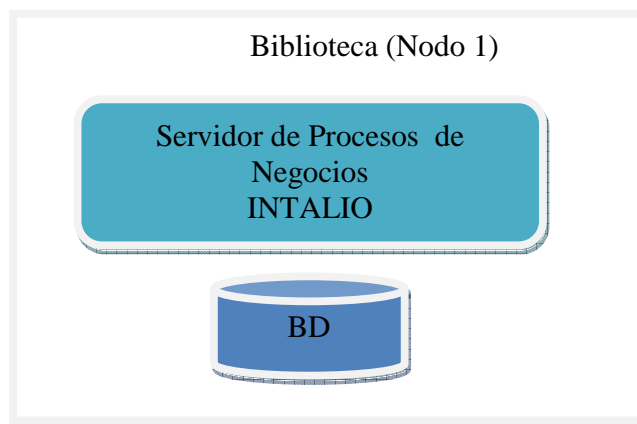 Biblioteca (Nodo 1)
Servidor de Procesos de
Negocios
INTALIO
BD